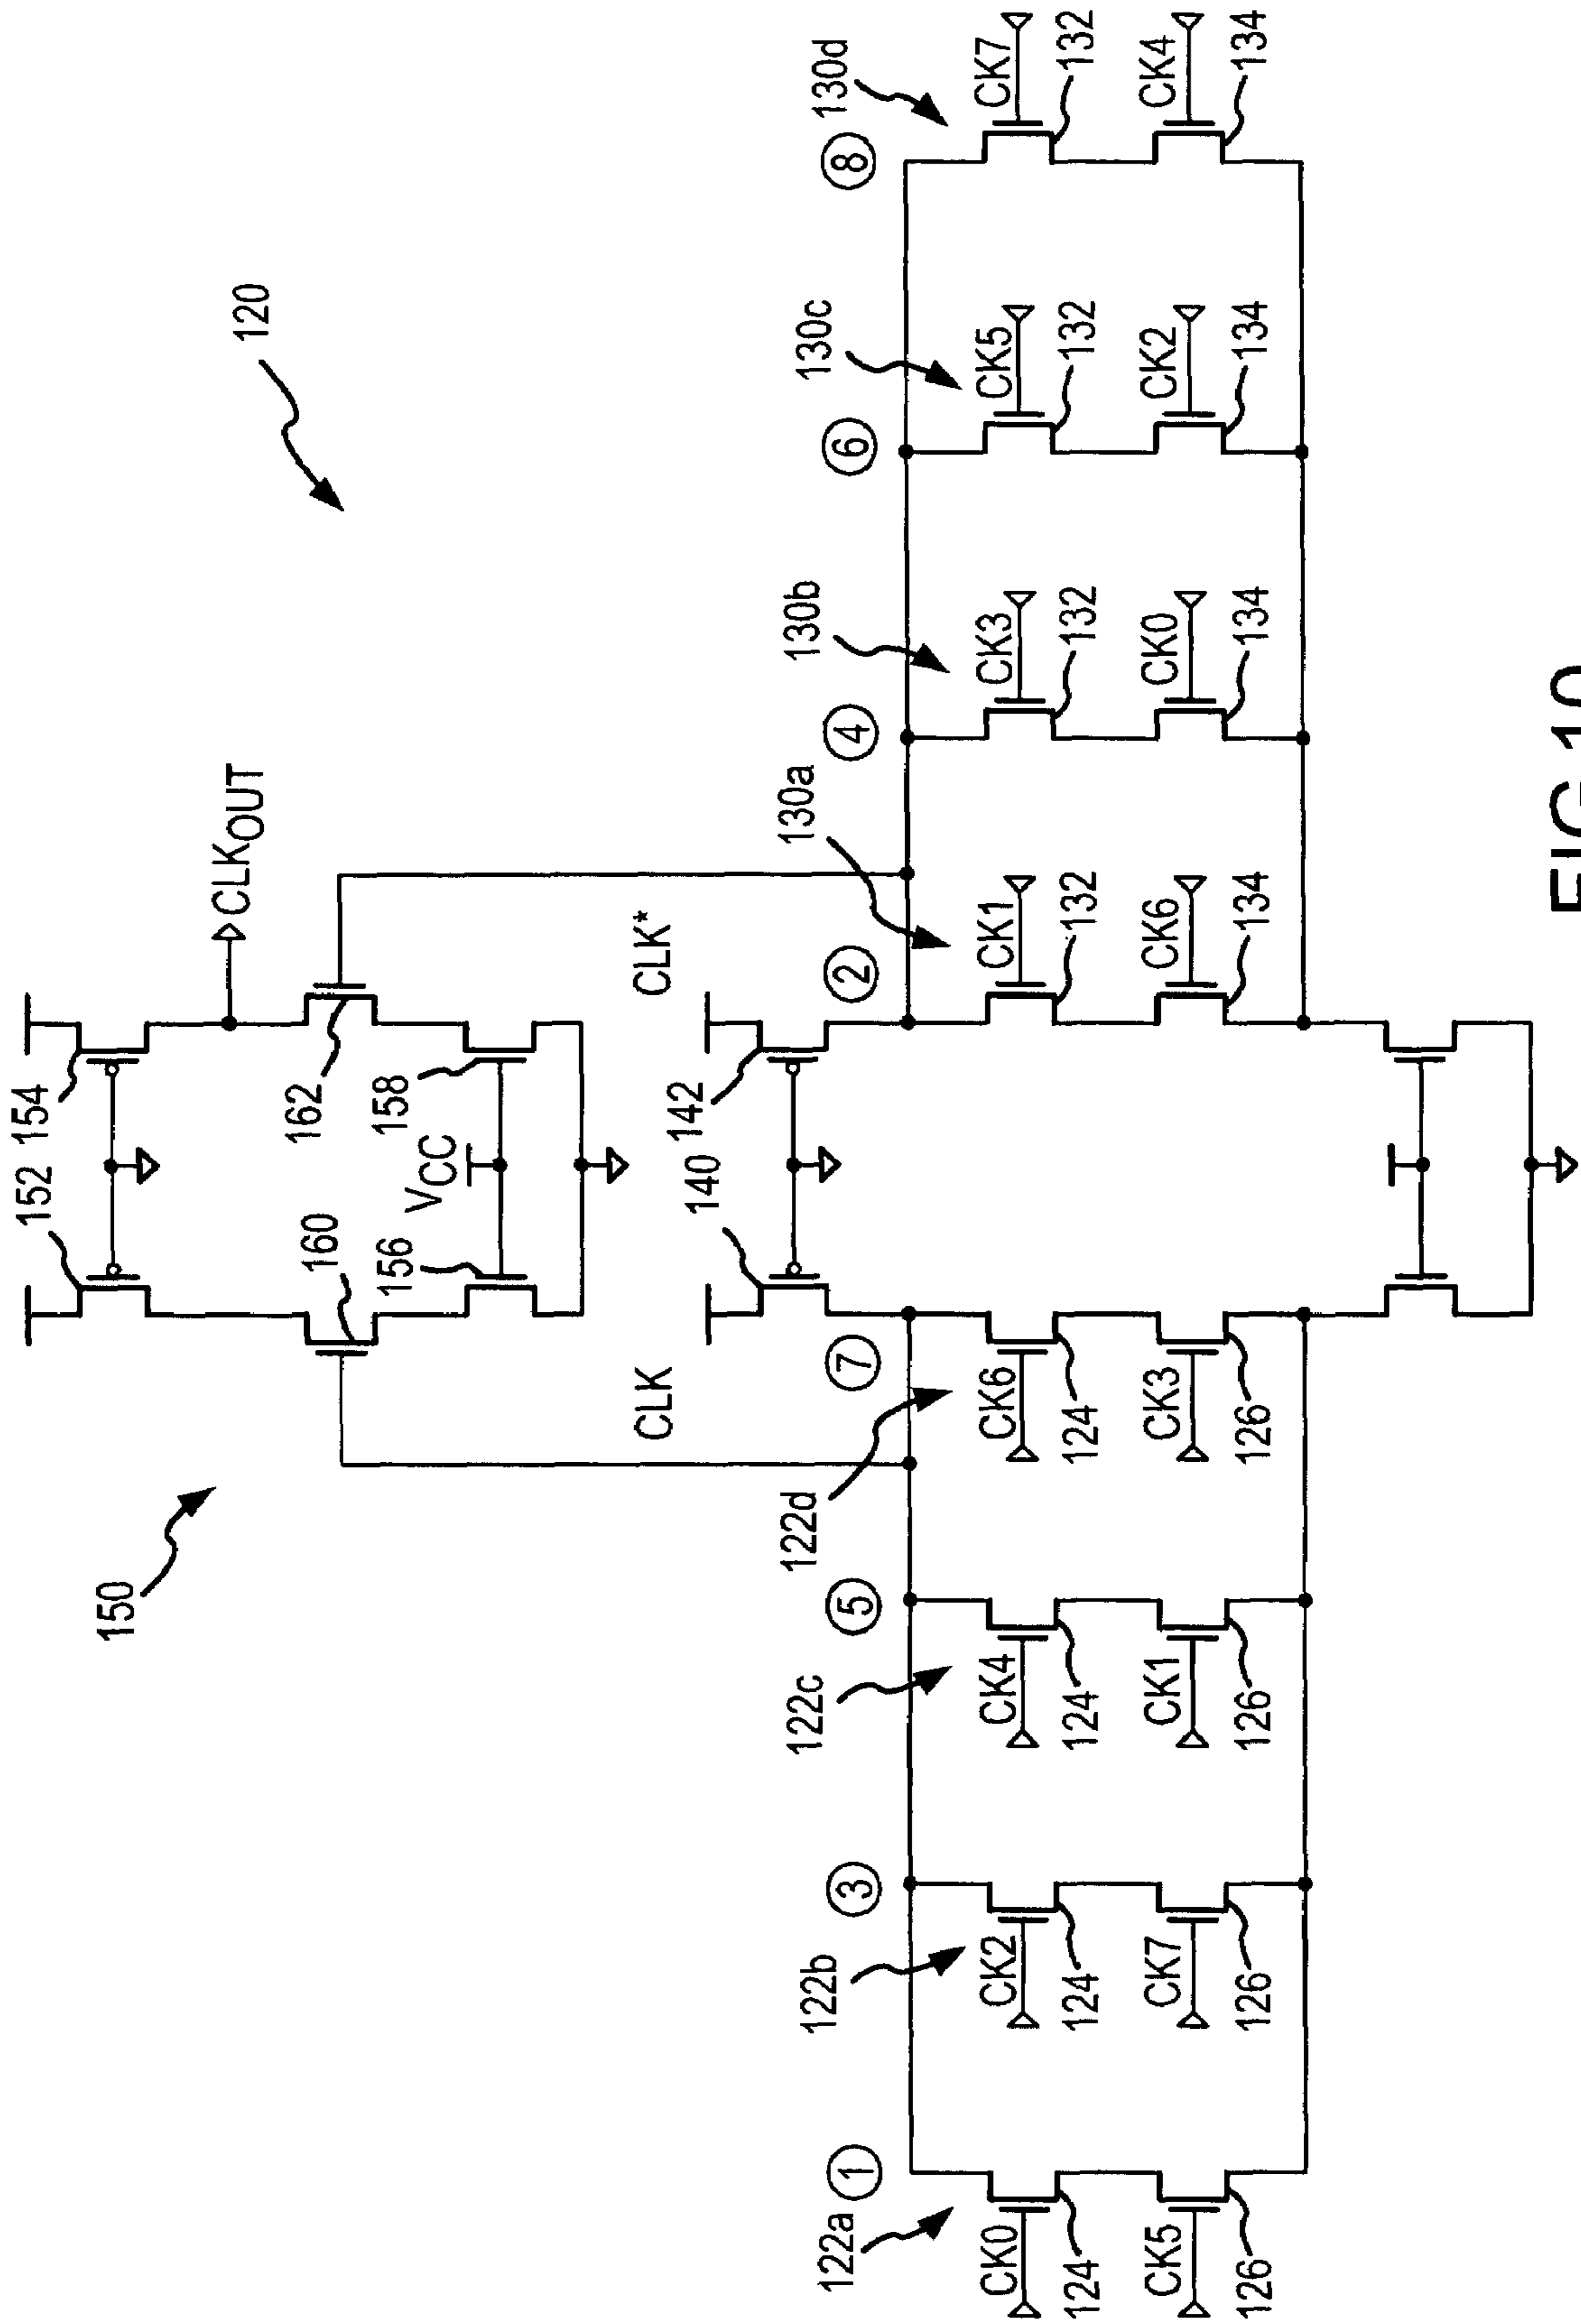 152 154
150
CLKOUT 120
160 162
156 VCC 158
CLK CLK*
140 142
122a 122b 122c 122d 130a 130b 130c 130d
1 3 5 7 2 4 6 8
CK0 CK2 CK4 CK6 CK1 CK3 CK5 CK7
124 124 124 124 132 132 132 132
CK5 CK7 CK1 CK3 CK6 CK0 CK2 CK4
126 126 126 126 134 134 134 134
FIG.10